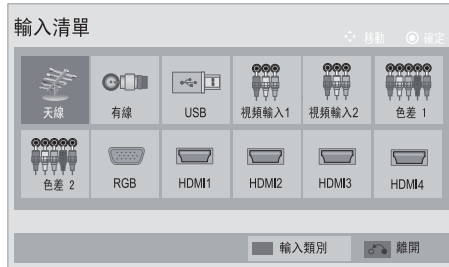 輸入清單
移動 確定
天線 有線 USB 視頻輸入1 視頻輸入2 色差 1
色差 2 RGB HDMI1 HDMI2 HDMI3 HDMI4
輸入類別 離開